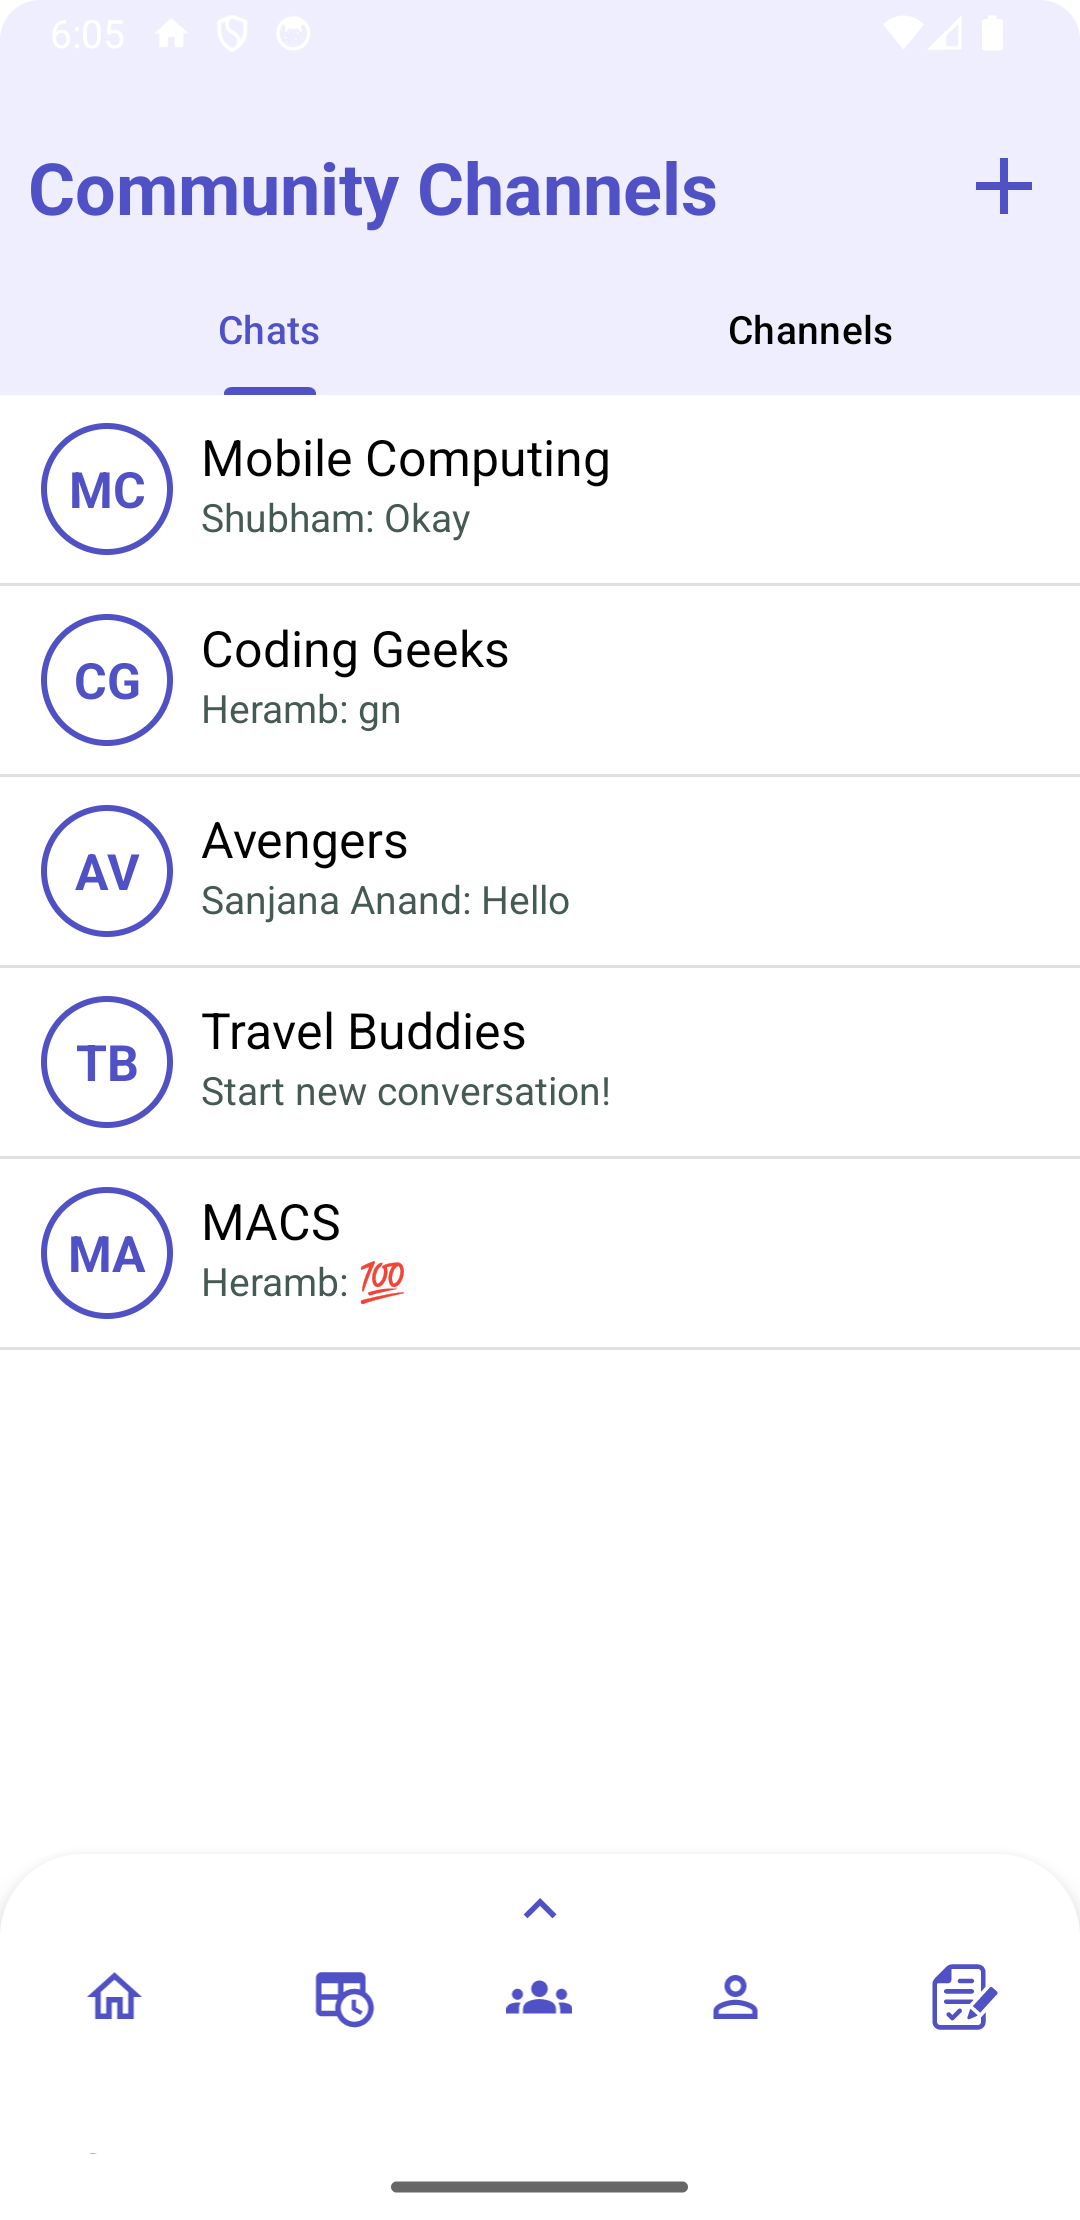 6:05
Community Channels
Chats
Channels
MC
Mobile Computing
Shubham: Okay
CG
Coding Geeks
Heramb: gn
AV
Avengers
Sanjana Anand: Hello
TB
Travel Buddies
Start new conversation!
MA
MACS
Heramb: 💯